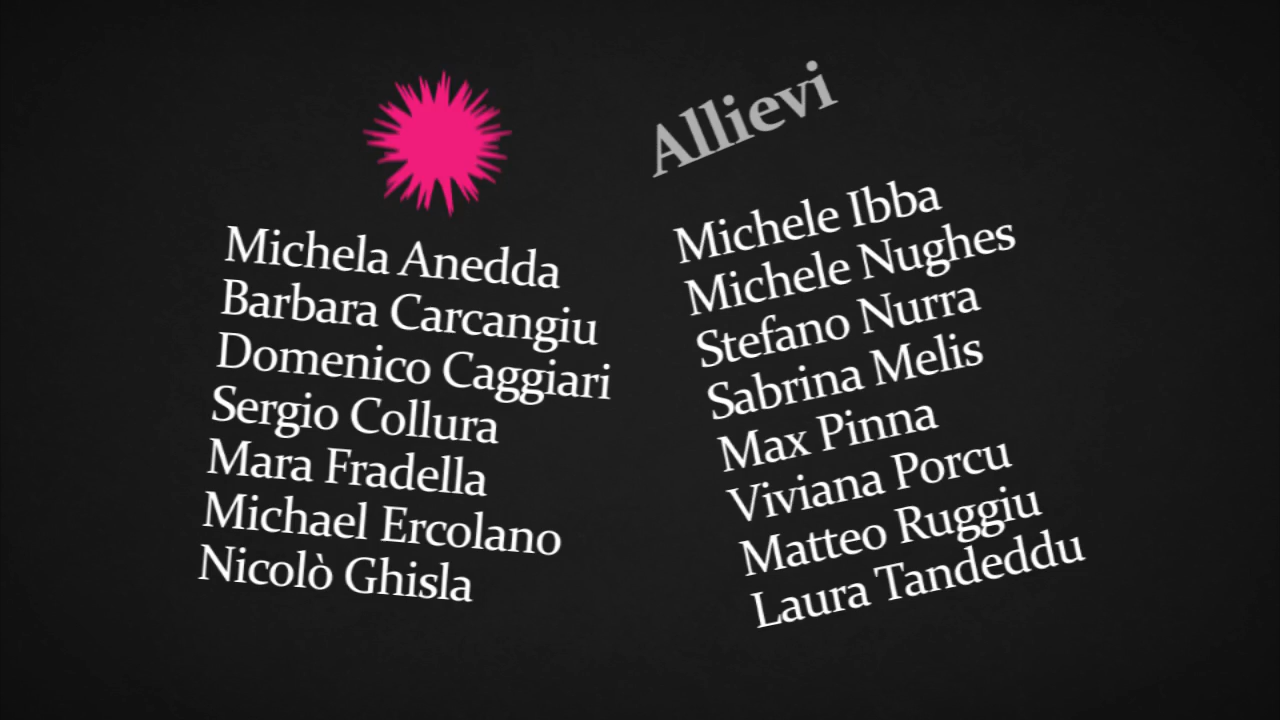 Allievi
Michela Anedda
Barbara Carcangiu
Domenico Caggiari
Sergio Collura
Mara Fradella
Michael Ercolano
Nicolò Ghisla
Michele Ibba
Michele Nughes
Stefano Nurra
Sabrina Melis
Max Pinna
Viviana Porcu
Matteo Ruggiu
Laura Tandeddu